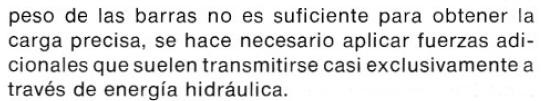 peso de las barras no es suficiente para obtener la
carga precisa, se hace necesario aplicar fuerzas adi-
cionales que suelen transmitirse casi exclusivamente a
través de energía hidráulica.